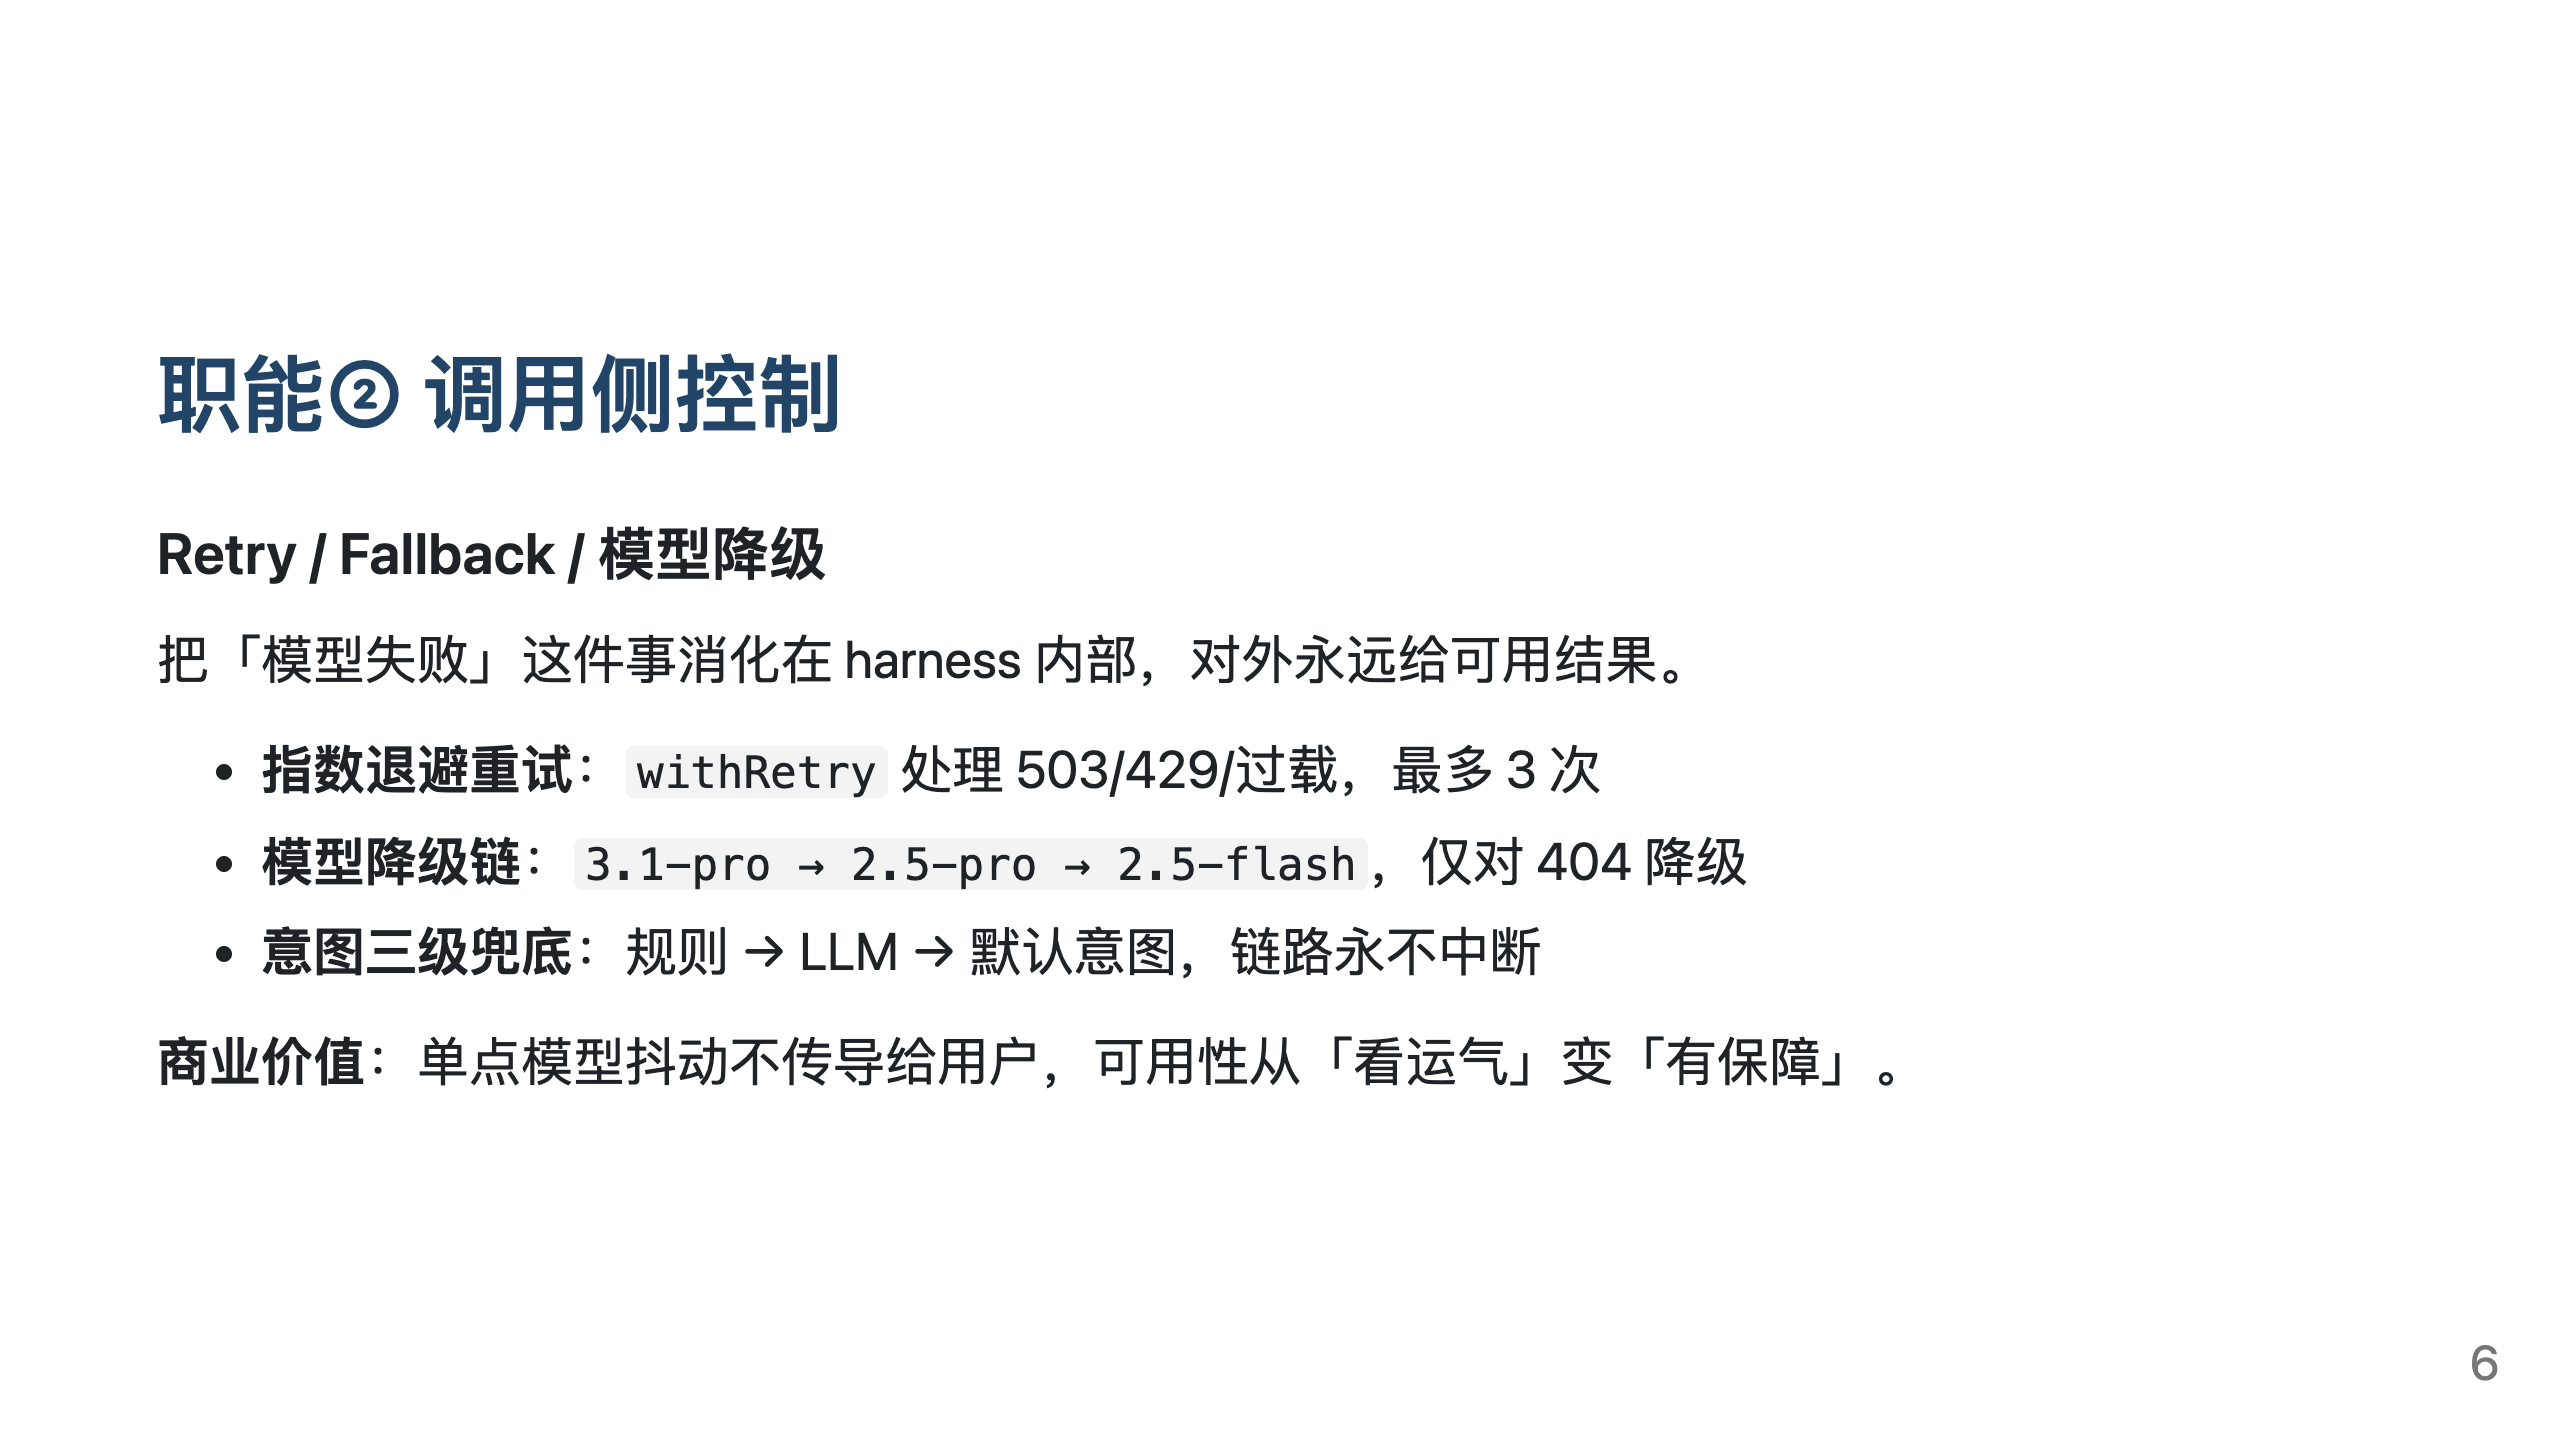 职能② 调用侧控制
Retry / Fallback / 模型降级
把「模型失败」这件事消化在 harness 内部，对外永远给可用结果。
• 指数退避重试： withRetry 处理 503/429/过载，最多 3 次
• 模型降级链： 3.1-pro → 2.5-pro → 2.5-flash ，仅对 404 降级
• 意图三级兜底：规则 → LLM → 默认意图，链路永不中断
商业价值：单点模型抖动不传导给用户，可用性从「看运气」变「有保障」。
6